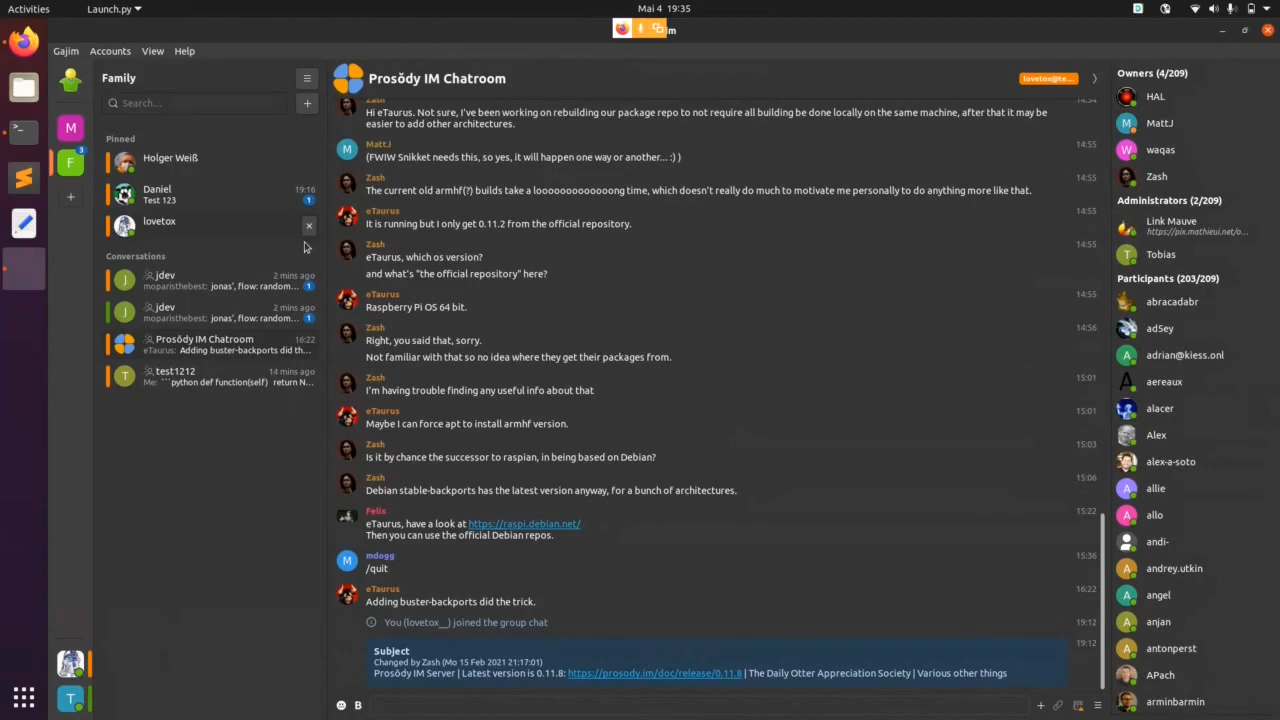 Activities
Launch.py
Mai 4 19:35
Gajim Accounts View Help
Family
Search...
Pinned
Holger Weiß
Daniel
19:16
Test 123
1
lovetox
Conversations
jdev
2 mins ago
moparisthebest: jonas', flow: random...
1
jdev
2 mins ago
moparisthebest: jonas', flow: random...
1
Prosŏdy IM Chatroom
16:22
eTaurus: Adding buster-backports did th...
test1212
14 mins ago
Me: ```python def function(self) return N...
M
F
3
T
Prosŏdy IM Chatroom
lovetox@te...
Zash
14:54
Hi eTaurus. Not sure, I've been working on rebuilding our package repo to not require all building be done locally on the same machine, after that it may be
easier to add other architectures.
MattJ
14:55
(FWIW Snikket needs this, so yes, it will happen one way or another... :) )
Zash
14:55
The current old armhf(?) builds take a looooooooooooong time, which doesn't really do much to motivate me personally to do anything more like that.
eTaurus
14:55
It is running but I only get 0.11.2 from the official repository.
Zash
14:55
eTaurus, which os version?
and what's "the official repository" here?
eTaurus
14:55
Raspberry Pi OS 64 bit.
Zash
14:56
Right, you said that, sorry.
Not familiar with that so no idea where they get their packages from.
Zash
15:01
I'm having trouble finding any useful info about that
eTaurus
15:01
Maybe I can force apt to install armhf version.
Zash
15:03
Is it by chance the successor to raspian, in being based on Debian?
Zash
15:06
Debian stable-backports has the latest version anyway, for a bunch of architectures.
Felix
15:22
eTaurus, have a look at https://raspi.debian.net/
Then you can use the official Debian repos.
mdogg
15:36
/quit
eTaurus
16:22
Adding buster-backports did the trick.
You (lovetox__) joined the group chat
19:12
Subject
19:12
Changed by Zash (Mo 15 Feb 2021 21:17:01)
Prosŏdy IM Server | Latest version is 0.11.8: https://prosody.im/doc/release/0.11.8 | The Daily Otter Appreciation Society | Various other things
B
Owners (4/209)
HAL
MattJ
waqas
Zash
Administrators (2/209)
Link Mauve
https://pix.mathieui.net/o...
Tobias
Participants (203/209)
abracadabr
adSey
adrian@kiess.onl
aereaux
alacer
Alex
alex-a-soto
allie
allo
andi-
andrey.utkin
angel
anjan
antonperst
APach
arminbarmin